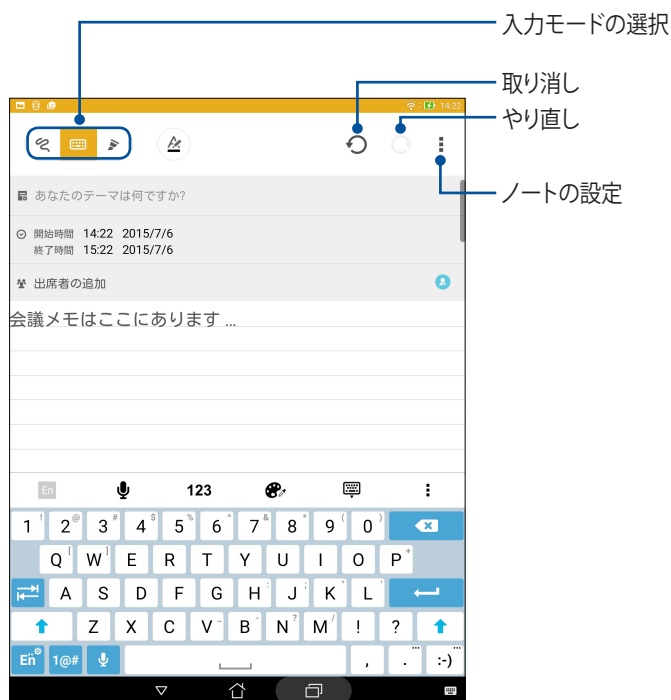 入力モードの選択
取り消し
やり直し
ノートの設定
14:22
あなたのテーマは何ですか?
開始時間 14:22 2015/7/6
終了時間 15:22 2015/7/6
出席者の追加
会議メモはここにあります ...
En 123
1 ! 2 @ 3 # 4 $ 5 % 6 ^ 7 & 8 * 9 ( 0 )
Q [ W ] E R T Y U I O P +
A S D F G H : J ; K " L '
Z X C V - B - N ? M / ! ?
En 1@# , . ... :-) ...